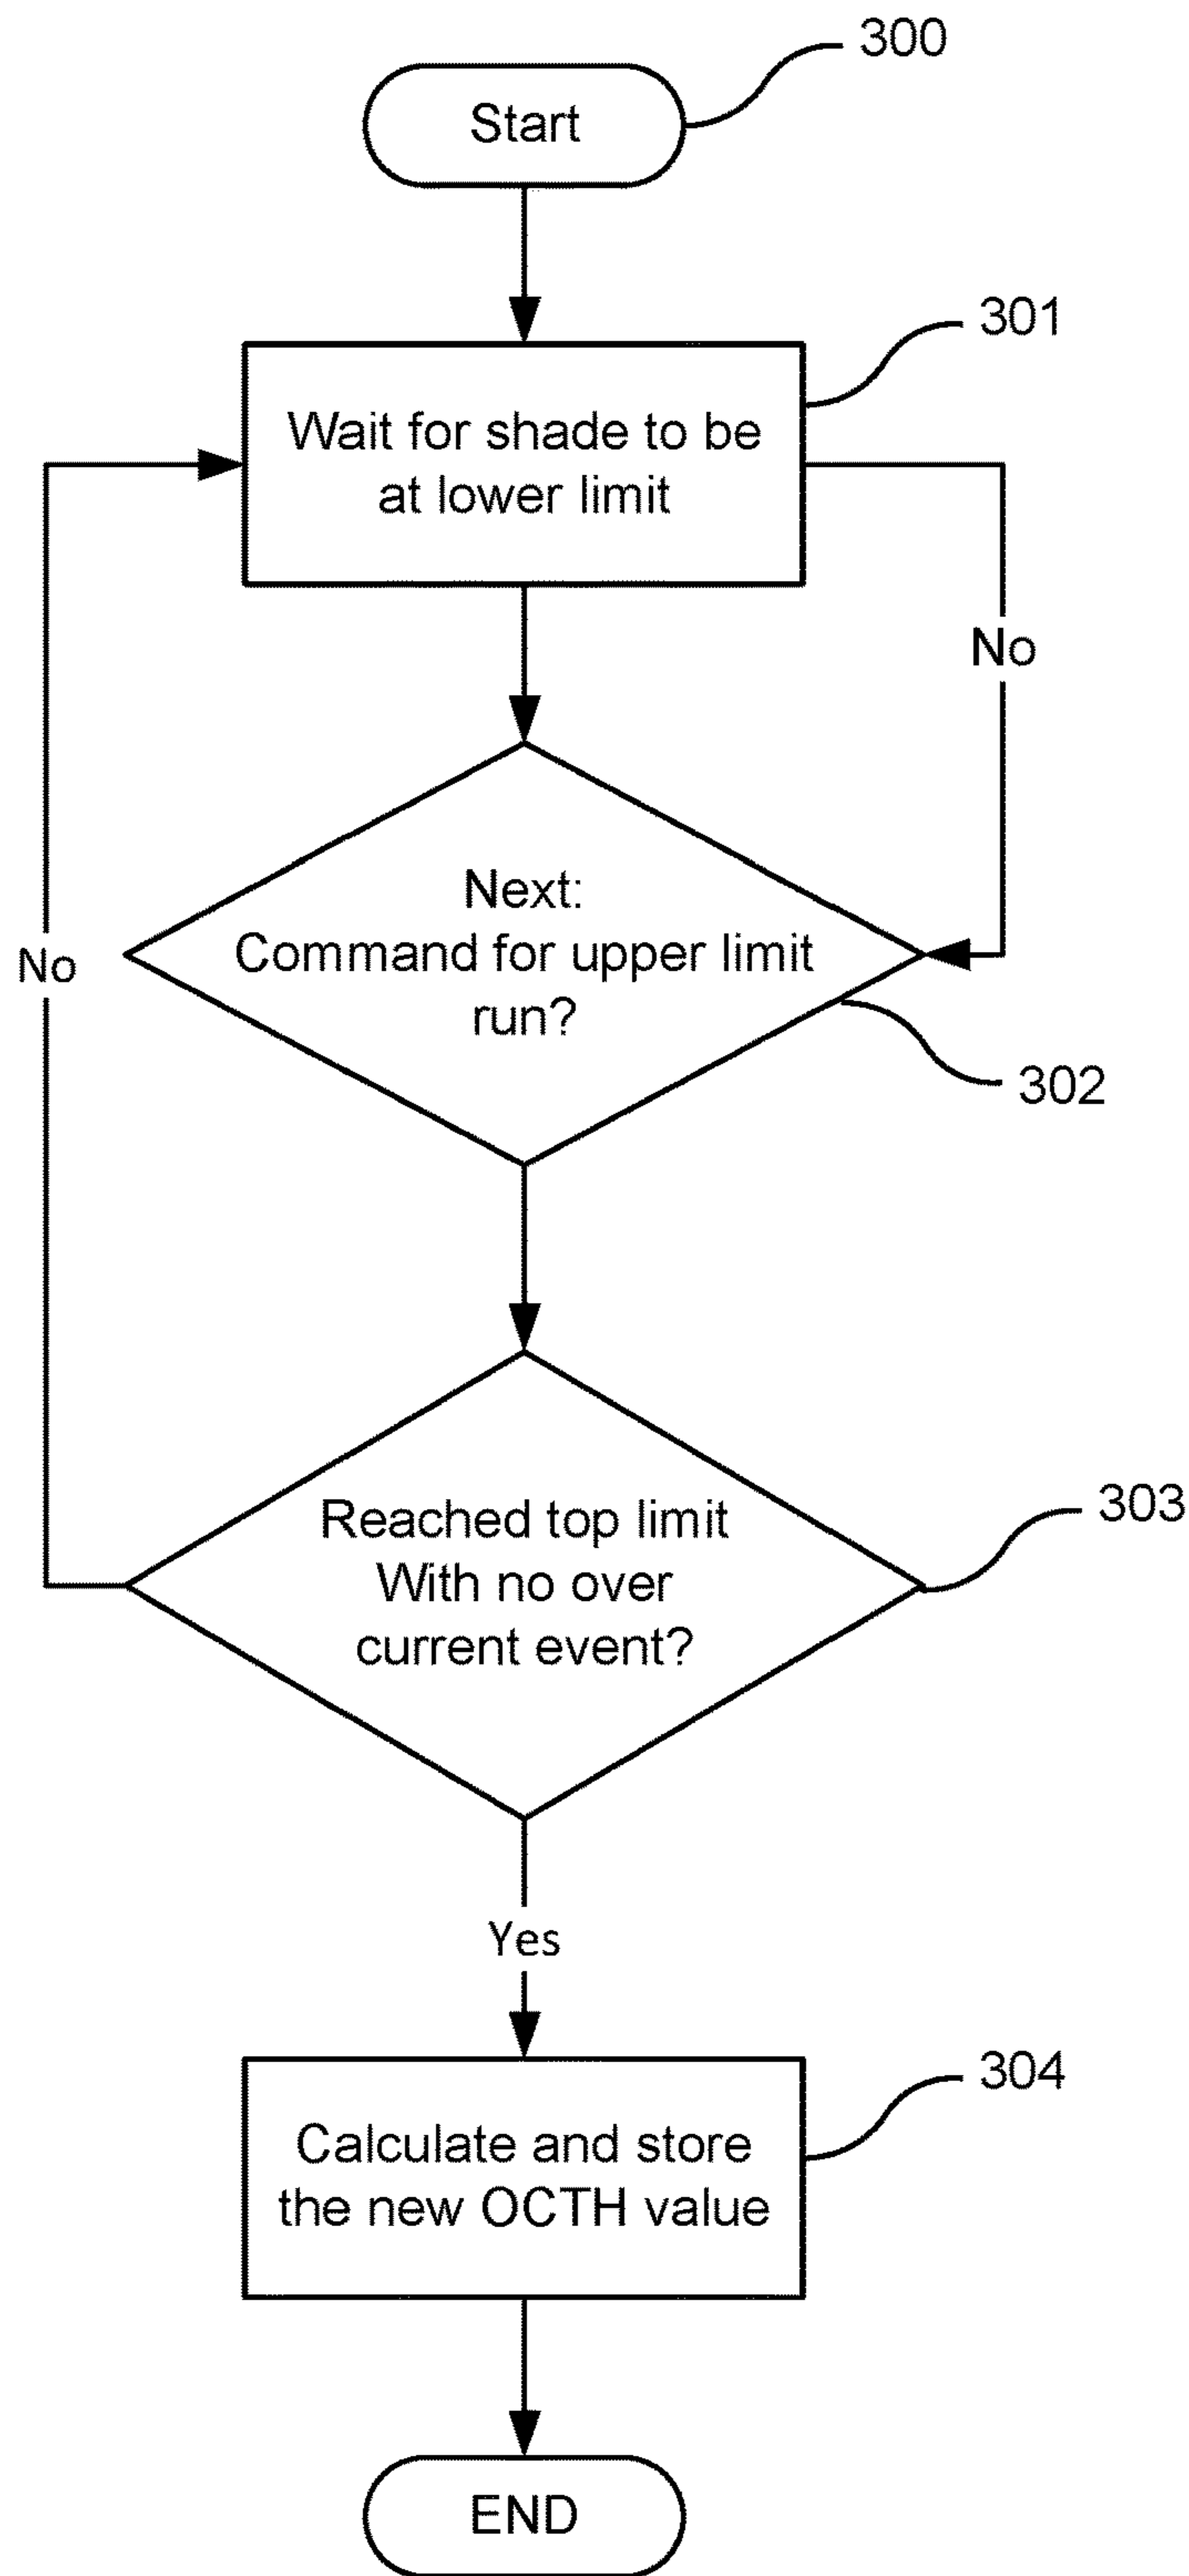 300
Start
301
Wait for shade to be
at lower limit
No
Next:
Command for upper limit
run?
No
302
Reached top limit
With no over
current event?
303
Yes
304
Calculate and store
the new OCTH value
END